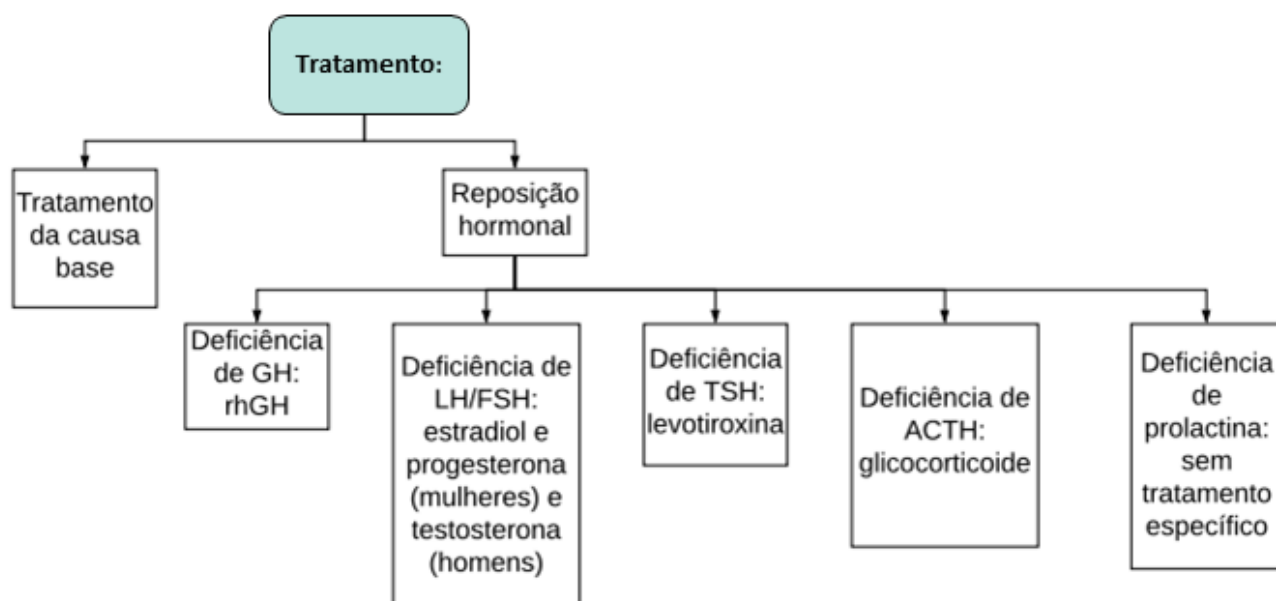 Tratamento:
Tratamento
da causa
base
Reposição
hormonal
Deficiência
de GH:
rhGH
Deficiência de
LH/FSH:
estradiol e
progesterona
(mulheres) e
testosterona
(homens)
Deficiência
de TSH:
levotiroxina
Deficiência de
ACTH:
glicocorticoide
Deficiência
de
prolactina:
sem
tratamento
específico